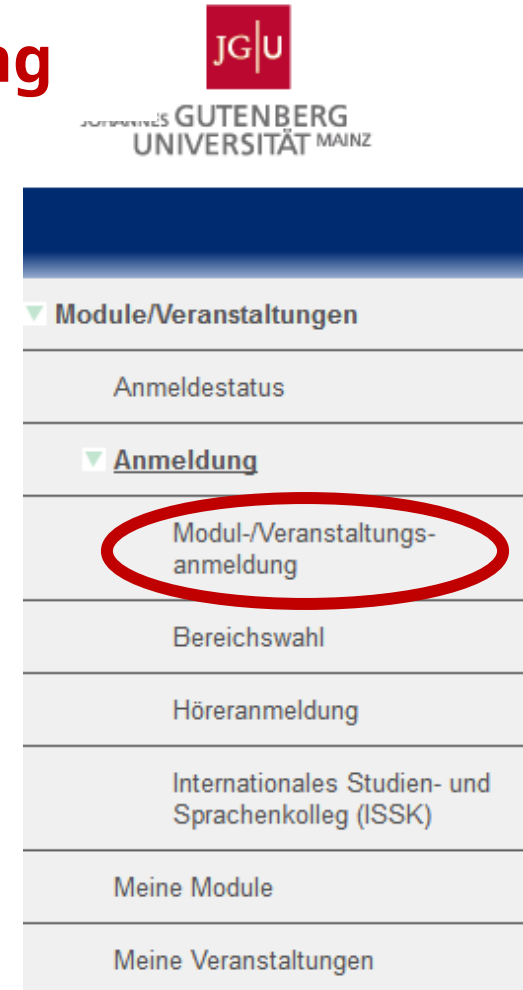 ng
JG|U
JOHANNES GUTENBERG
UNIVERSITÄT MAINZ
Module/Veranstaltungen
Anmeldestatus
Anmeldung
Modul-/Veranstaltungs-
anmeldung
Bereichswahl
Höreranmeldung
Internationales Studien- und
Sprachenkolleg (ISSK)
Meine Module
Meine Veranstaltungen